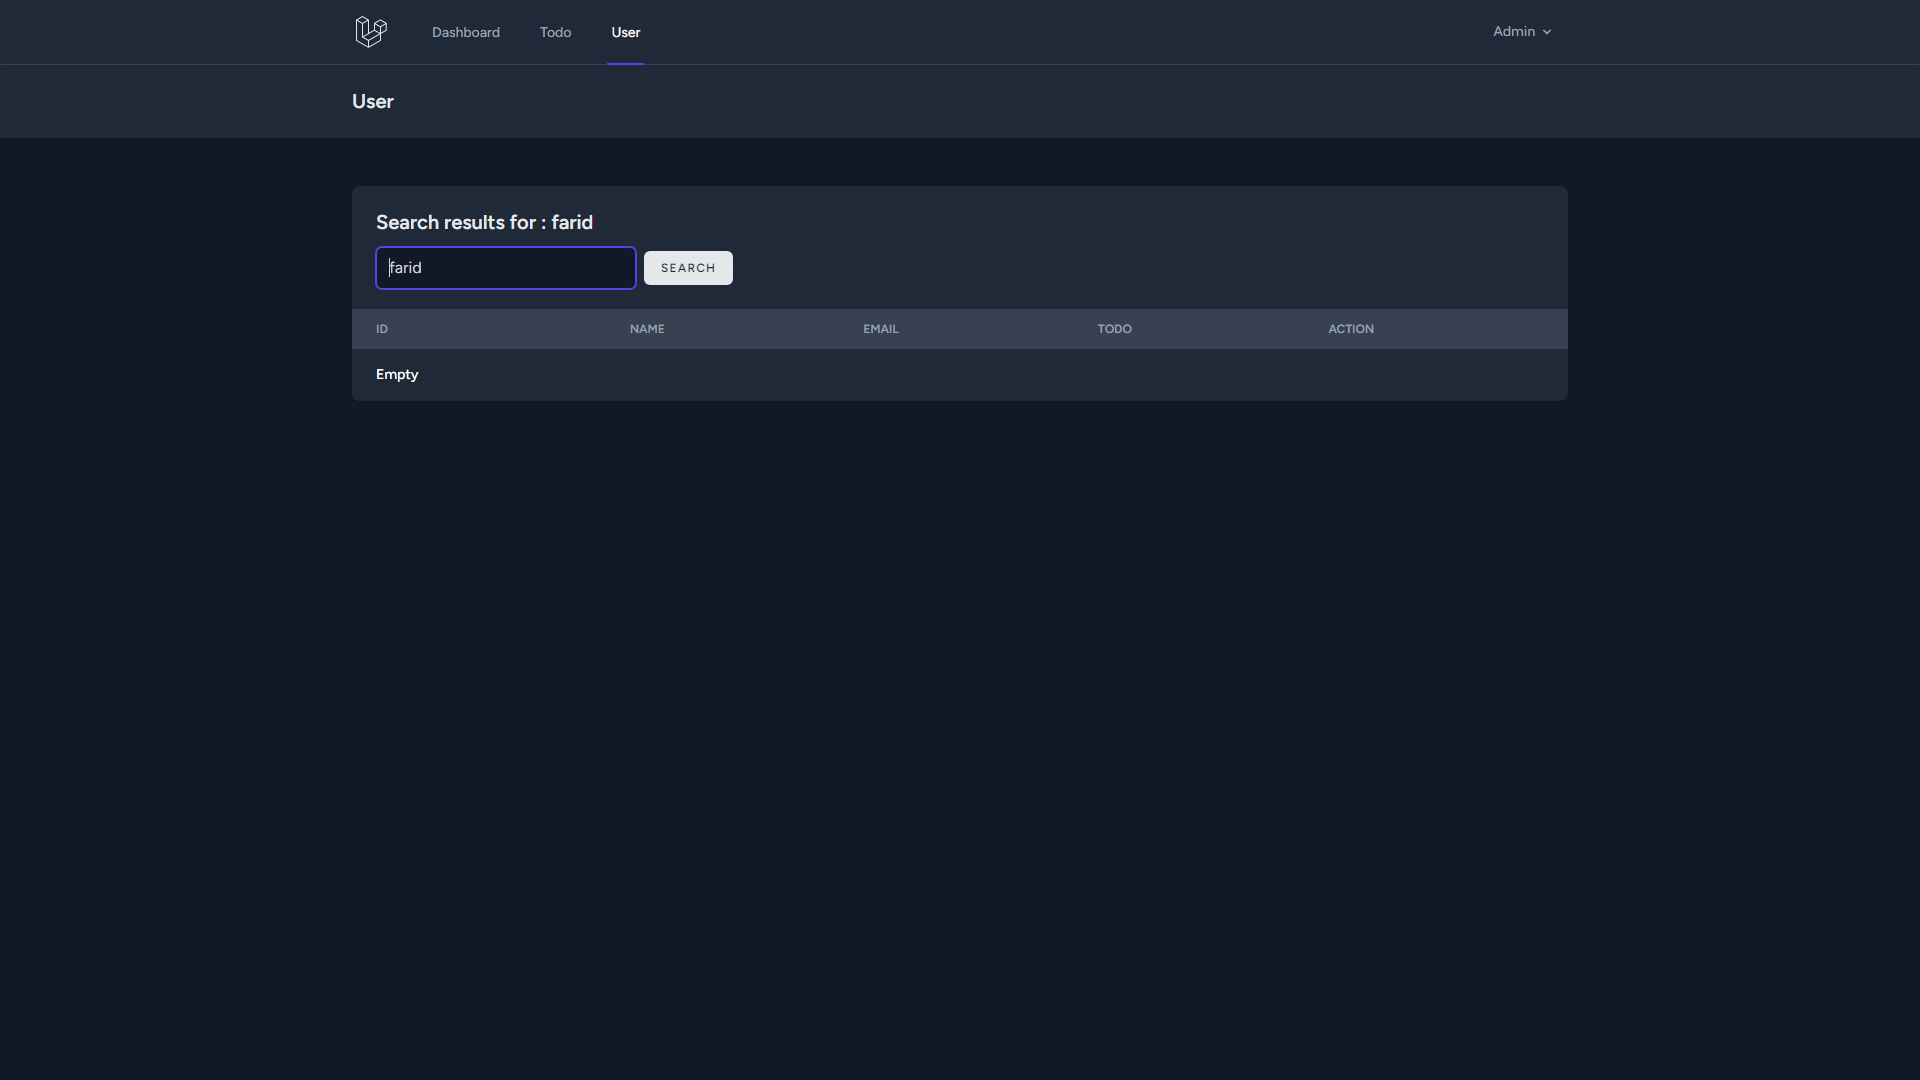 Dashboard Todo User Admin
User
Search results for : farid
farid SEARCH
ID NAME EMAIL TODO ACTION
Empty